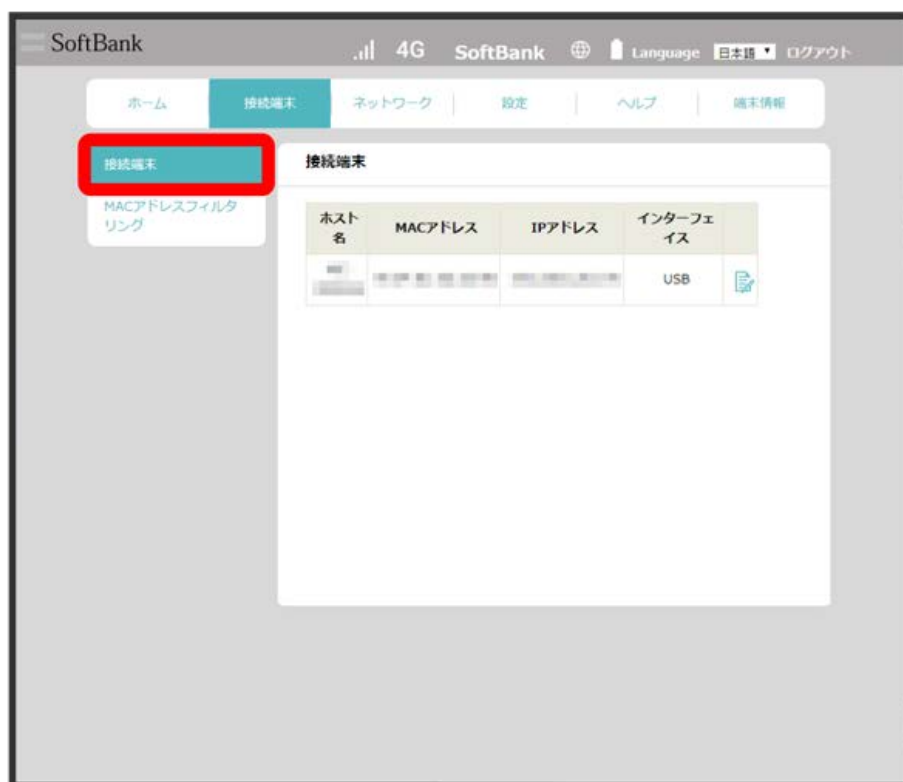 SoftBank
4G SoftBank Language 日本語 ログアウト
ホーム 接続端末 ネットワーク 設定 ヘルプ 端末情報
接続端末
MACアドレスフィルタ
リング
接続端末
ホスト
名
MACアドレス
IPアドレス
インターフェ
イス
USB